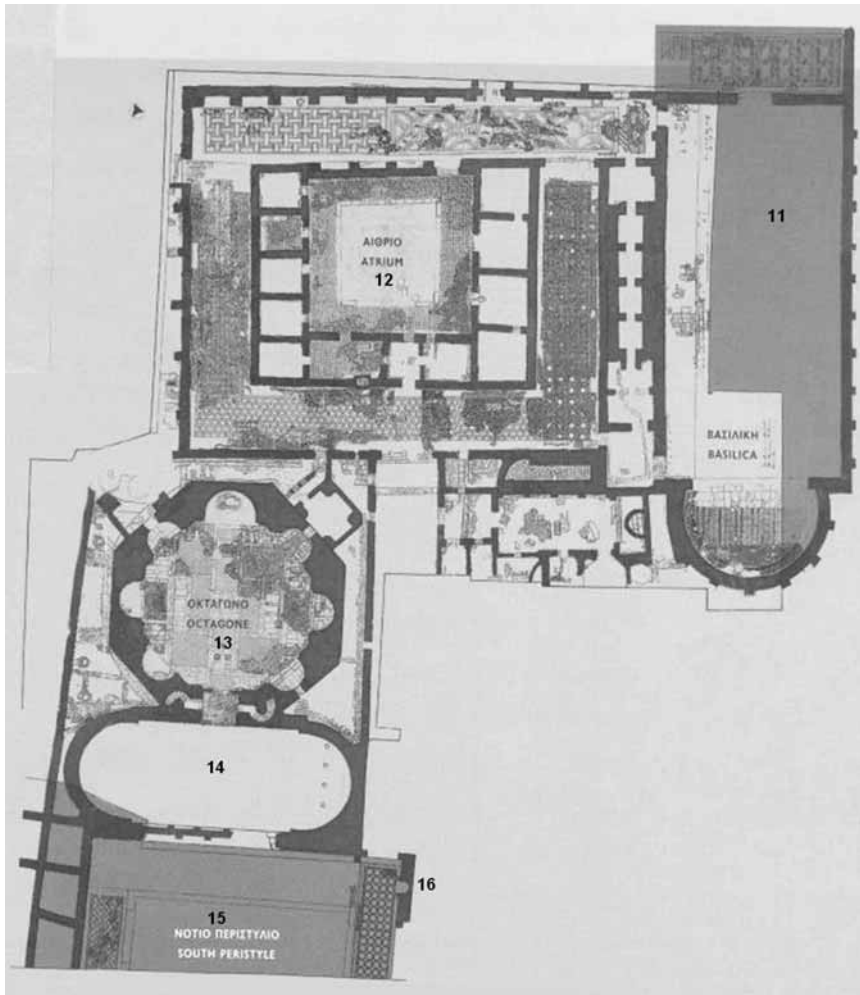 11
ΑΙΘΡΙΟ
ATRIUM
12
ΒΑΣΙΛΙΚΗ
BASILICA
ΟΚΤΑΓΩΝΟ
OCTAGONE
13
14
16
15
ΝΟΤΙΟ ΠΕΡΙΣΤΥΛΙΟ
SOUTH PERISTYLE